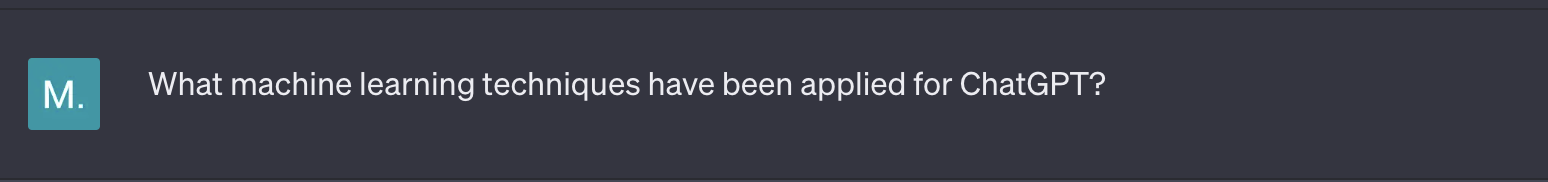 M. What machine learning techniques have been applied for ChatGPT?